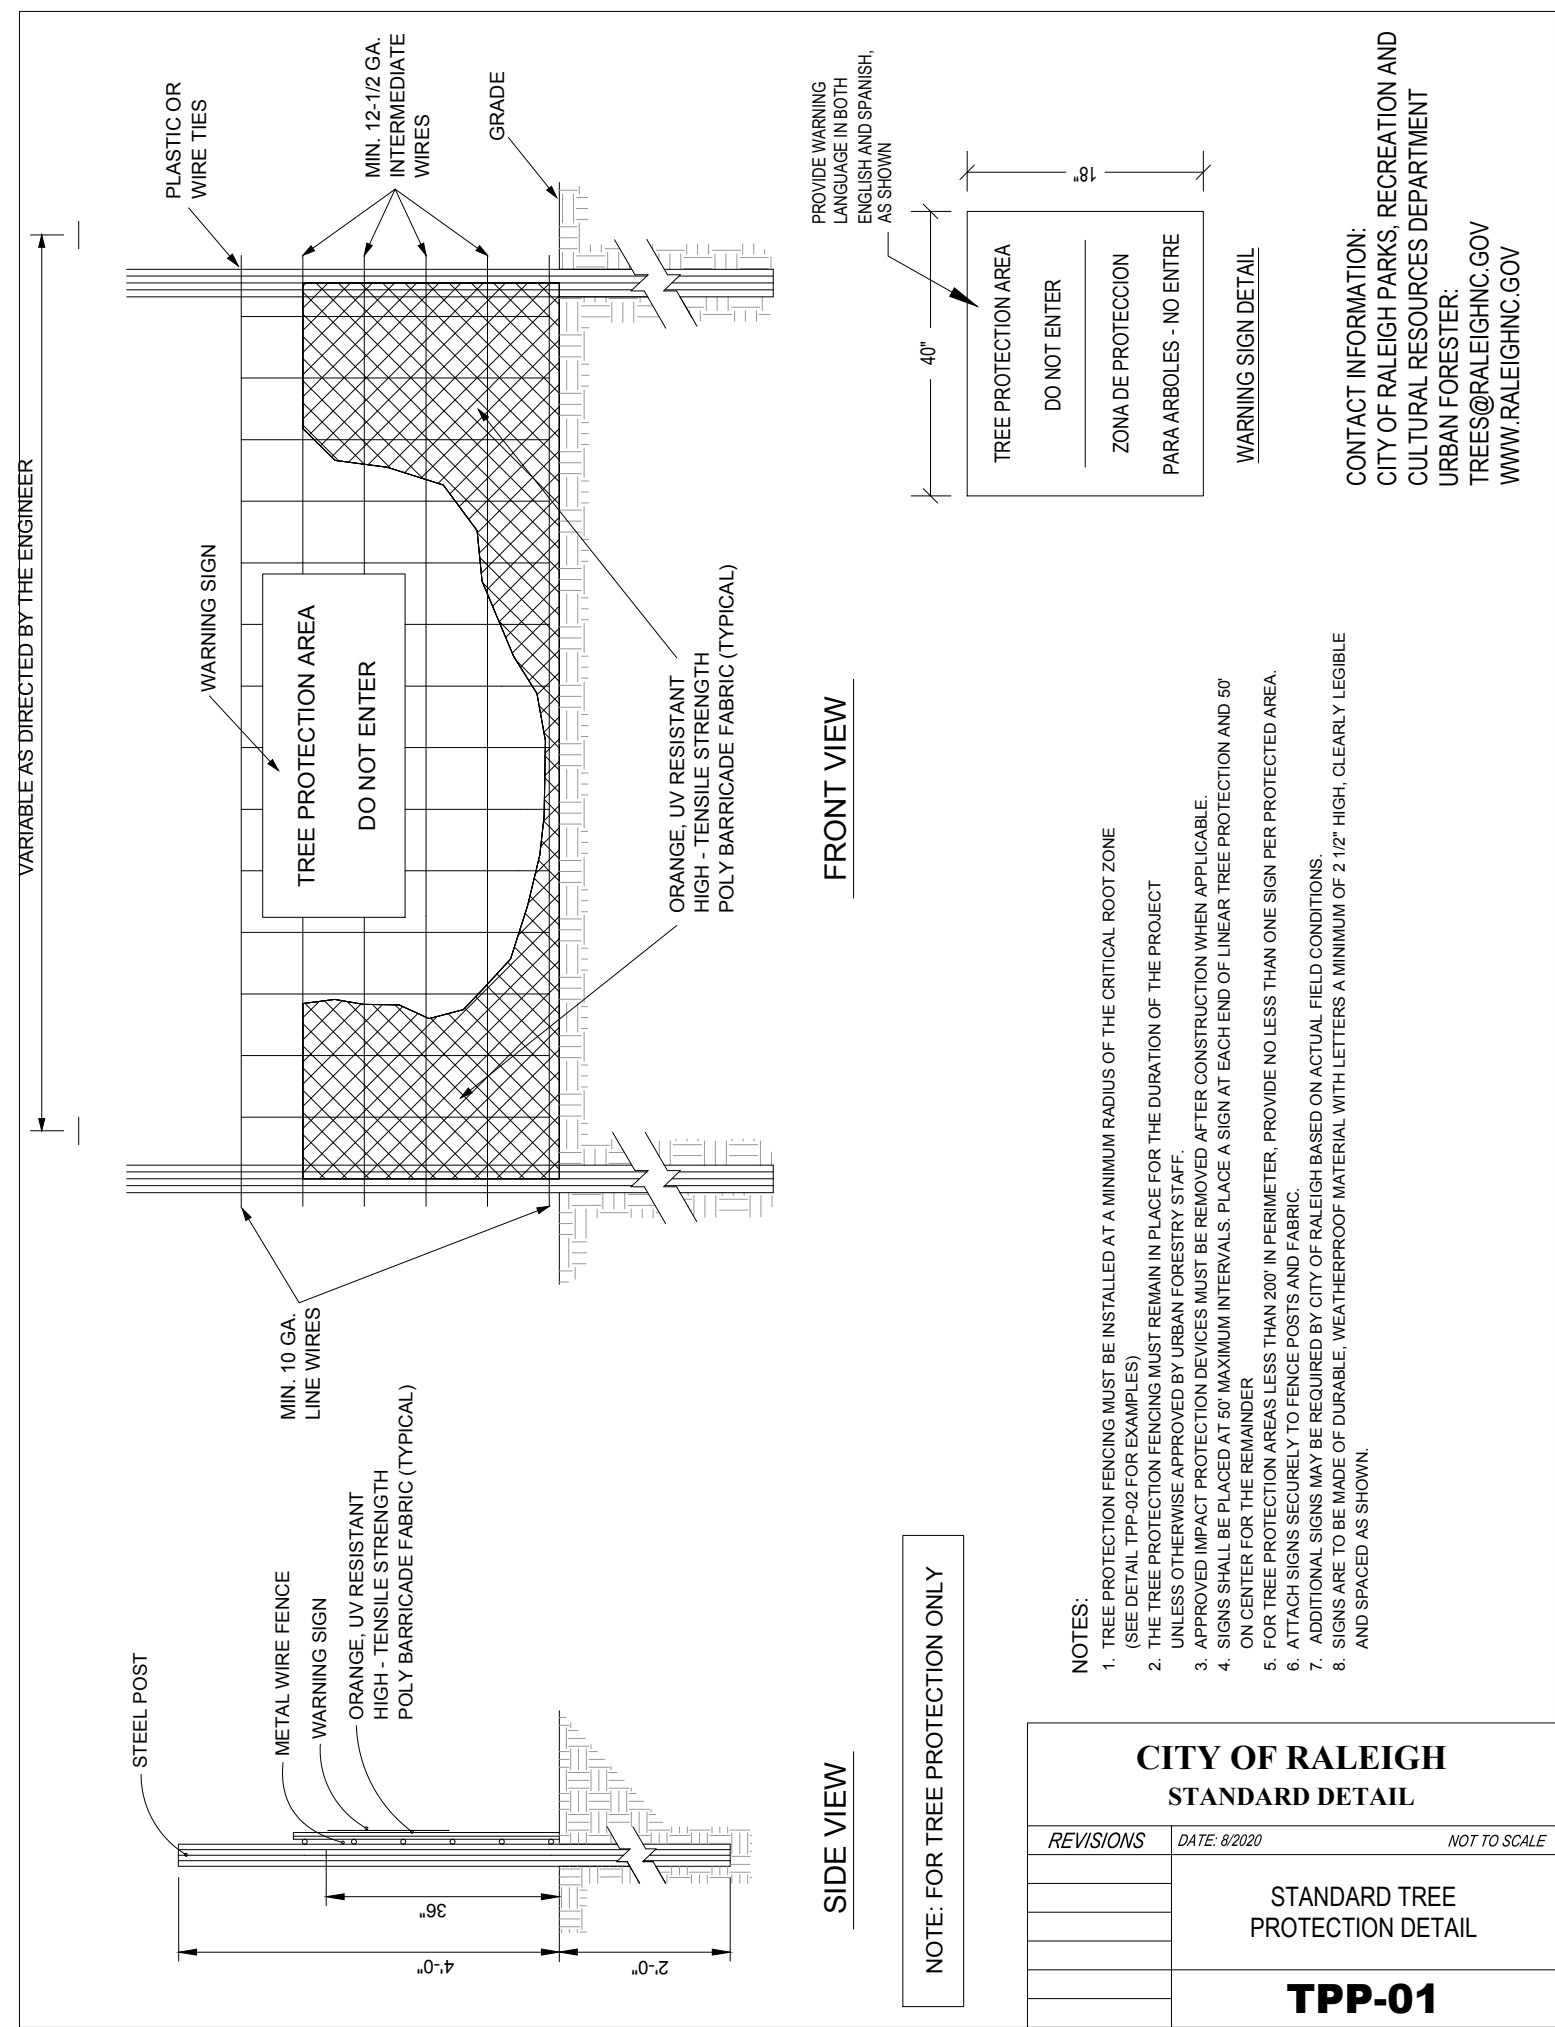 VARIABLE AS DIRECTED BY THE ENGINEER
PLASTIC OR
WIRE TIES
MIN. 12-1/2 GA.
INTERMEDIATE
WIRES
GRADE
WARNING SIGN
TREE PROTECTION AREA
DO NOT ENTER
MIN. 10 GA.
LINE WIRES
ORANGE, UV RESISTANT
HIGH - TENSILE STRENGTH
POLY BARRICADE FABRIC (TYPICAL)
FRONT VIEW
STEEL POST
METAL WIRE FENCE
WARNING SIGN
ORANGE, UV RESISTANT
HIGH - TENSILE STRENGTH
POLY BARRICADE FABRIC (TYPICAL)
36"
4'-0"
2'-0"
SIDE VIEW
NOTE: FOR TREE PROTECTION ONLY
PROVIDE WARNING
LANGUAGE IN BOTH
ENGLISH AND SPANISH,
AS SHOWN
40"
18"
TREE PROTECTION AREA
DO NOT ENTER
ZONA DE PROTECCION
PARA ARBOLES - NO ENTRE
WARNING SIGN DETAIL
NOTES:
1. TREE PROTECTION FENCING MUST BE INSTALLED AT A MINIMUM RADIUS OF THE CRITICAL ROOT ZONE
(SEE DETAIL TPP-02 FOR EXAMPLES)
2. THE TREE PROTECTION FENCING MUST REMAIN IN PLACE FOR THE DURATION OF THE PROJECT
UNLESS OTHERWISE APPROVED BY URBAN FORESTRY STAFF.
3. APPROVED IMPACT PROTECTION DEVICES MUST BE REMOVED AFTER CONSTRUCTION WHEN APPLICABLE.
4. SIGNS SHALL BE PLACED AT 50' MAXIMUM INTERVALS. PLACE A SIGN AT EACH END OF LINEAR TREE PROTECTION AND 50'
ON CENTER FOR THE REMAINDER
5. FOR TREE PROTECTION AREAS LESS THAN 200' IN PERIMETER, PROVIDE NO LESS THAN ONE SIGN PER PROTECTED AREA.
6. ATTACH SIGNS SECURELY TO FENCE POSTS AND FABRIC.
7. ADDITIONAL SIGNS MAY BE REQUIRED BY CITY OF RALEIGH BASED ON ACTUAL FIELD CONDITIONS.
8. SIGNS ARE TO BE MADE OF DURABLE, WEATHERPROOF MATERIAL WITH LETTERS A MINIMUM OF 2 1/2" HIGH, CLEARLY LEGIBLE
AND SPACED AS SHOWN.
CONTACT INFORMATION:
CITY OF RALEIGH PARKS, RECREATION AND
CULTURAL RESOURCES DEPARTMENT
URBAN FORESTER:
TREES@RALEIGHNC.GOV
WWW.RALEIGHNC.GOV
CITY OF RALEIGH
STANDARD DETAIL
REVISIONS
DATE: 8/2020
NOT TO SCALE
STANDARD TREE
PROTECTION DETAIL
TPP-01